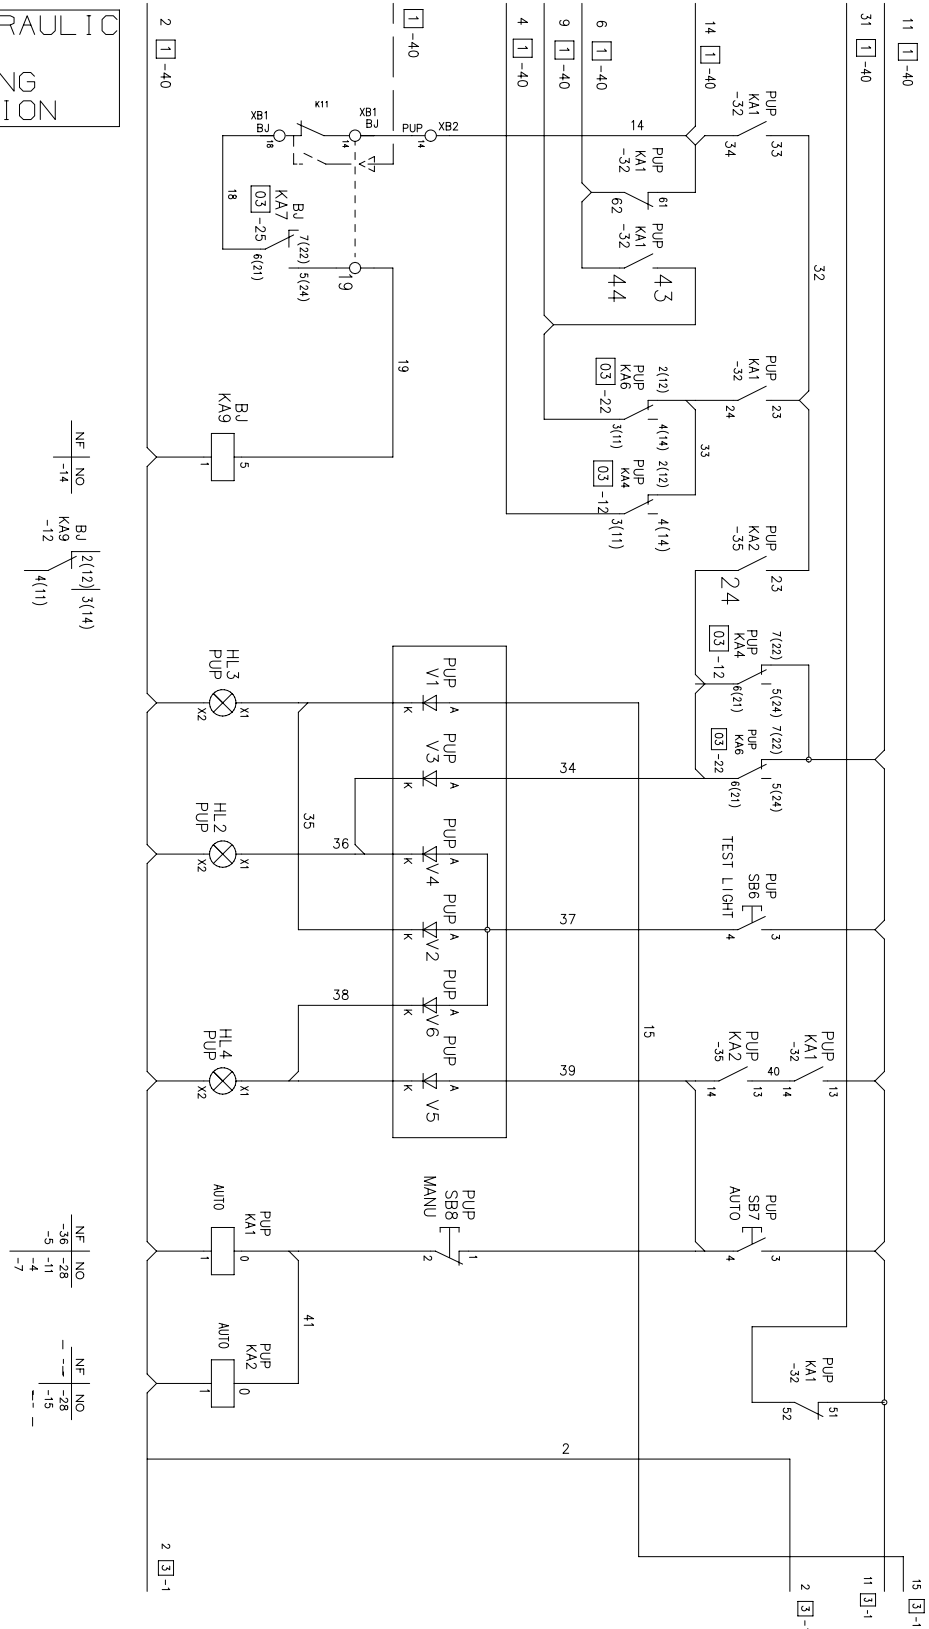 RAULIC
NG
ION
2 1 -40
1 -40
4 1 -40
9 1 -40
6 1 -40
14 1 -40
31 1 -40
11 1 -40
XB1
BJ
18
K11
XB1
BJ
14
PUP
XB2
14
14
PUP
KA1
-32
34
33
18
BJ
KA7
03 -25
7(22)
6(21)
5(24)
19
PUP
KA1
-32
62
61
PUP
KA1
-32
44
43
32
19
BJ
KA9
1
5
PUP
KA6
03 -22
2(12)
3(11)
4(14)
PUP
KA1
-32
24
23
33
PUP
KA4
03 -12
2(12)
3(11)
4(14)
NF NO
-14
BJ
KA9
-12
2(12)
3(14)
4(11)
PUP
KA2
-35
24
23
PUP
KA4
03 -12
7(22)
6(21)
5(24)
PUP
KA6
03 -22
7(22)
6(21)
5(24)
HL3
PUP
X2
X1
PUP
V1
K
A
PUP
V3
K
A
34
35
HL2
PUP
X2
X1
36
PUP
V4
K
A
PUP
V2
K
A
37
TEST LIGHT
PUP
SB6
4
3
38
PUP
V6
K
A
15
HL4
PUP
X2
X1
PUP
V5
K
A
39
PUP
KA2
-35
14
13
40
PUP
KA1
-32
14
13
AUTO
PUP
KA1
1
0
PUP
SB8
MANU
2
1
PUP
SB7
AUTO
4
3
NF NO
-36 -28
-5 -11
-4
-7
41
AUTO
PUP
KA2
1
0
NF NO
-28
-15
PUP
KA1
-32
52
51
2
2 3 -1
2 3 -
11 3 -1
15 3 -1